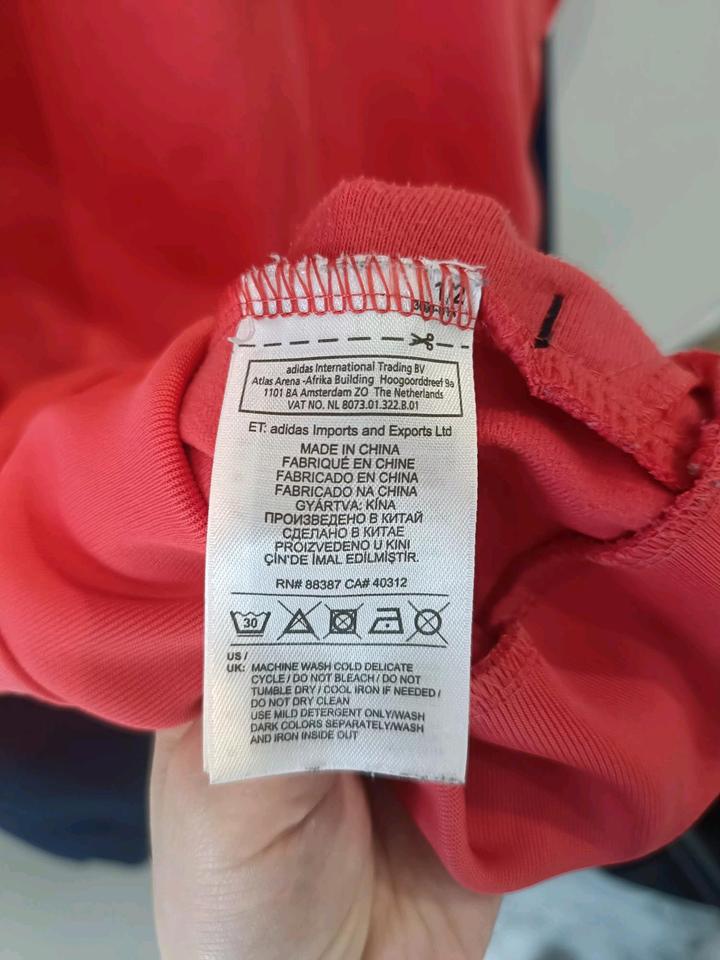 1/2
adidas International Trading BV
Atlas Arena -Afrika Building Hoogoorddreef 9a
1101 BA Amsterdam ZO The Netherlands
VAT NO. NL 8073.01.322.B.01
ET: adidas Imports and Exports Ltd
MADE IN CHINA
FABRIQUÉ EN CHINE
FABRICADO EN CHINA
FABRICADO NA CHINA
GYÁRTVA: KÍNA
ПРОИЗВЕДЕНО В КИТАЙ
СДЕЛАНО В КИТАЕ
PROIZVEDENO U KINI
ÇİN'DE İMAL EDİLMİŞTİR.
RN# 88387 CA# 40312
30
US /
UK: MACHINE WASH COLD DELICATE
CYCLE / DO NOT BLEACH / DO NOT
TUMBLE DRY / COOL IRON IF NEEDED /
DO NOT DRY CLEAN
USE MILD DETERGENT ONLY/WASH
DARK COLORS SEPARATELY/WASH
AND IRON INSIDE OUT